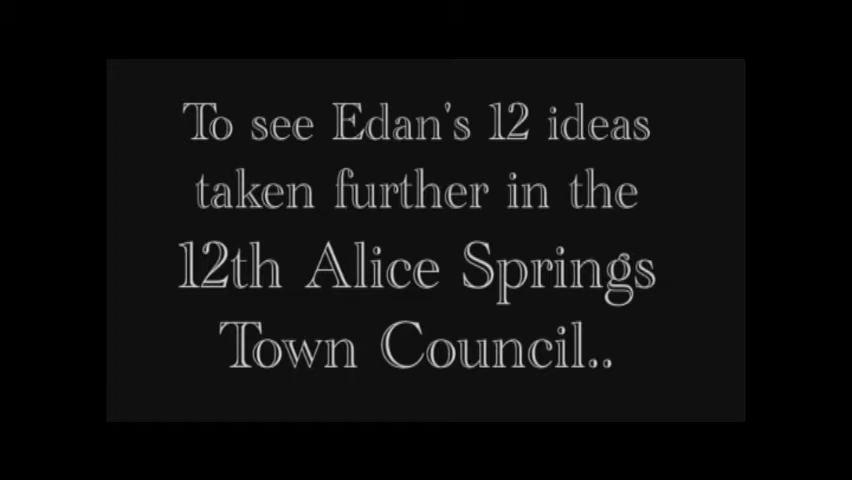 To see Edan's 12 ideas
taken further in the
12th Alice Springs
Town Council..